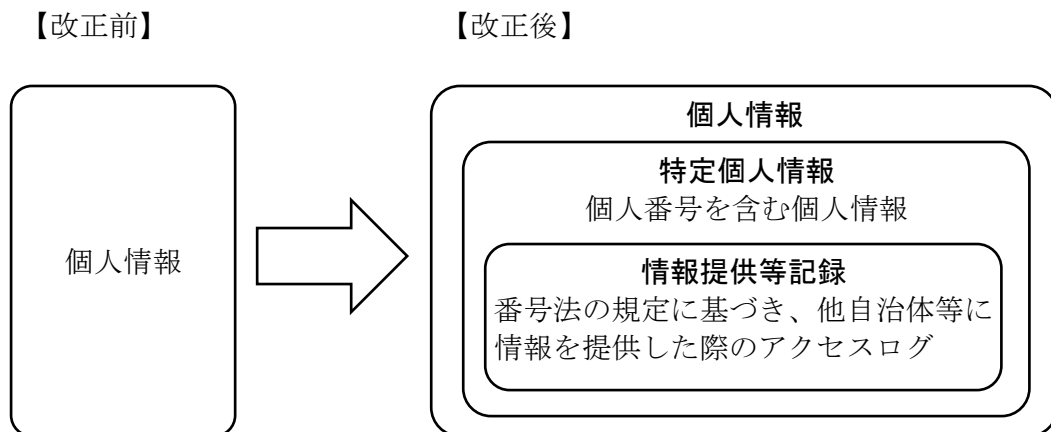 【改正前】
【改正後】
個人情報
個人情報
特定個人情報
個人番号を含む個人情報
情報提供等記録
番号法の規定に基づき、他自治体等に
情報を提供した際のアクセスログ